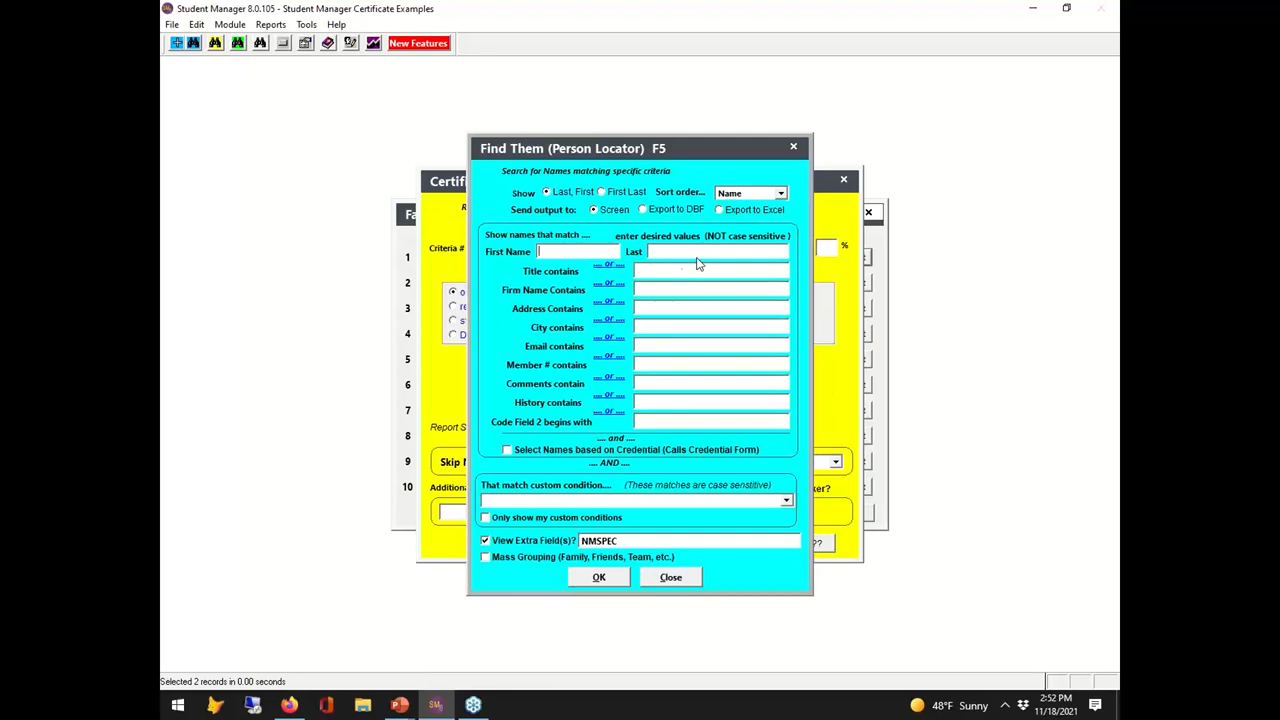 Student Manager 8.0.105 - Student Manager Certificate Examples
File Edit Module Reports Tools Help
New Features
Find Them (Person Locator) F5
Search for Names matching specific criteria
Show Last, First First Last Sort order... Name
Send output to: Screen Export to DBF Export to Excel
Show names that match .... enter desired values (NOT case sensitive )
First Name Last
.... or ....
Title contains
.... or ....
Firm Name Contains
.... or ....
Address Contains
.... or ....
City contains
.... or ....
Email contains
.... or ....
Member # contains
.... or ....
Comments contain
.... or ....
History contains
.... or ....
Code Field 2 begins with
.... and ....
Select Names based on Credential (Calls Credential Form)
.... AND ....
That match custom condition.... (These matches are case sensitive)
Only show my custom conditions
View Extra Field(s)? NMSPEC
Mass Grouping (Family, Friends, Team, etc.)
OK Close
Certif
Criteria # %
Report S
Skip N
Addition ker?
??
Fa
1
2
3
4
5
6
7
8
9
10
Selected 2 records in 0.00 seconds
48°F Sunny
2:52 PM
11/18/2021